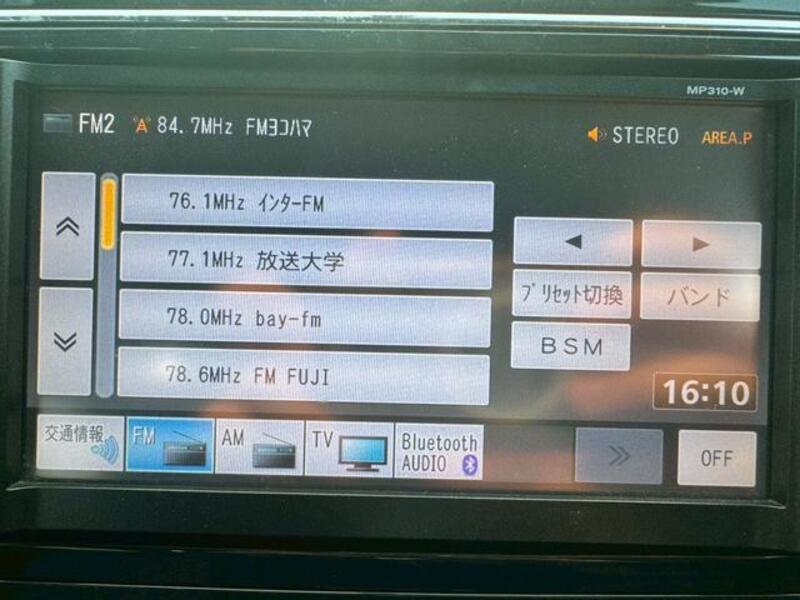 MP310-W
FM2 84.7MHz FMヨコハマ
STEREO AREA.P
76.1MHz インターFM
77.1MHz 放送大学
78.0MHz bay-fm
78.6MHz FM FUJI
プリセット切換 バンド
BSM
16:10
交通情報 FM AM TV Bluetooth AUDIO
OFF